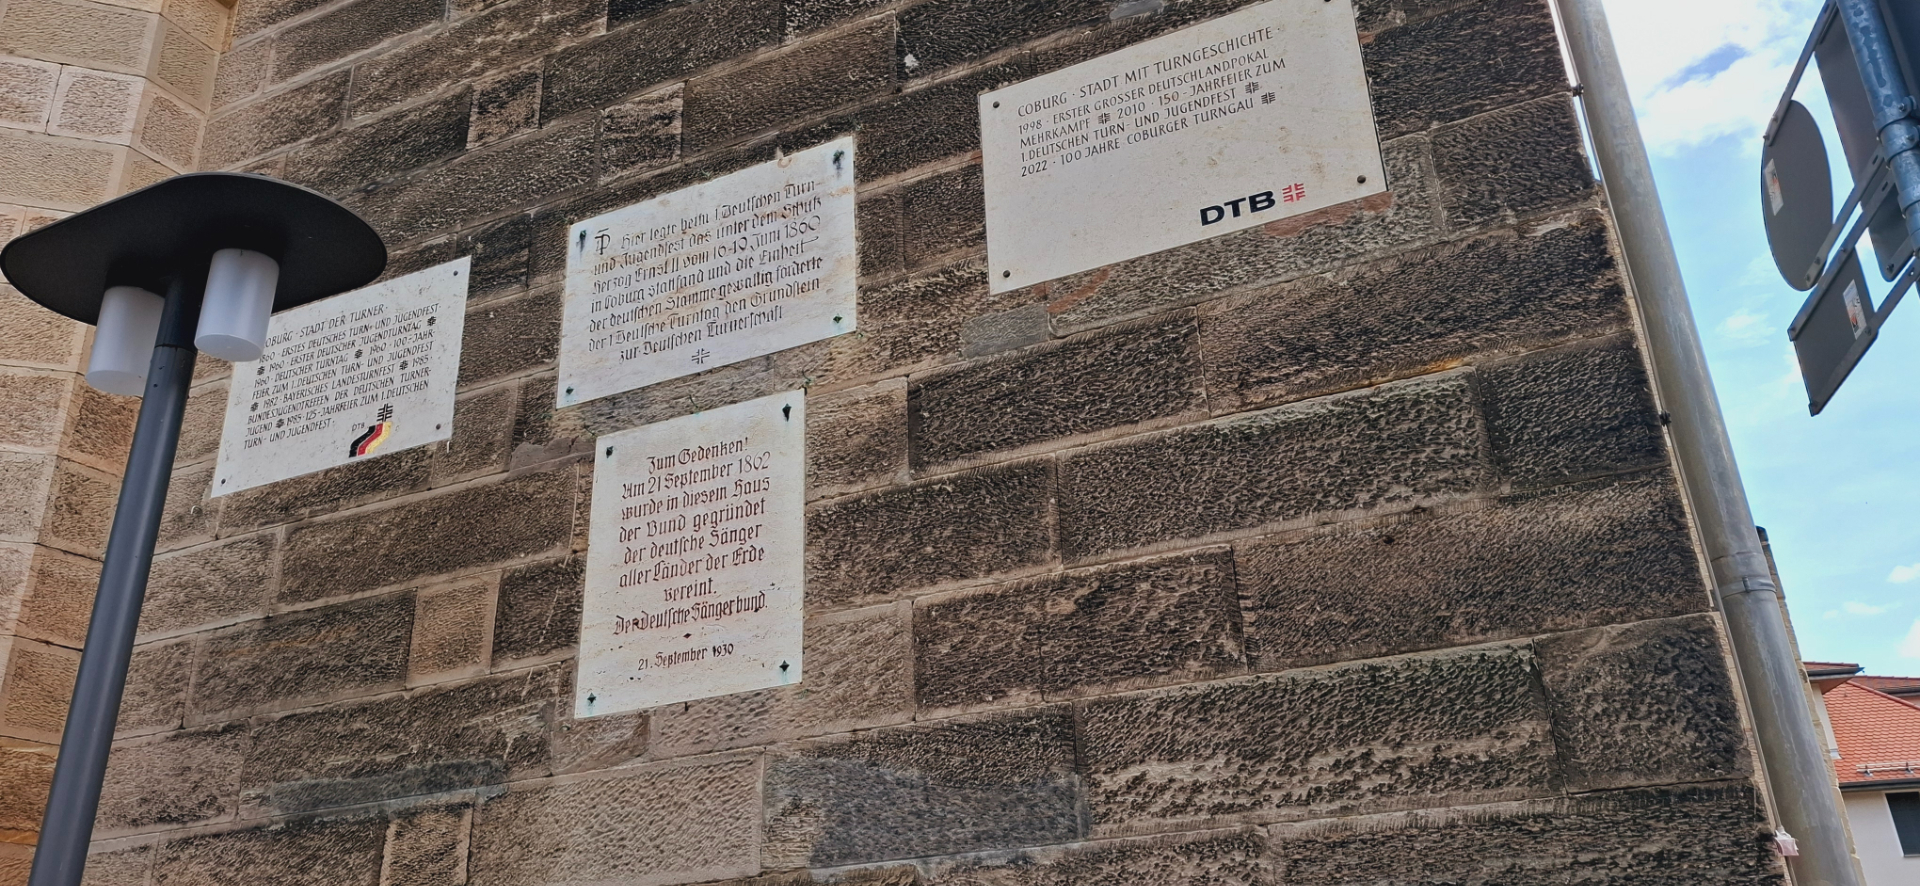 COBURG · STADT DER TURNER ·
1860 · ERSTES DEUTSCHES TURN- UND JUGENDFEST
1960 · ERSTER DEUTSCHER JUGENDTURNTAG
1960 · DEUTSCHER TURNTAG 1960 · 100-JAHR-
FEIER ZUM 1. DEUTSCHEN TURN- UND JUGENDFEST
1982 · BAYERISCHES LANDESTURNFEST 1985 ·
BUNDESJUGENDTREFFEN DER DEUTSCHEN TURNER-
JUGEND 1985 · 125-JAHRFEIER ZUM 1. DEUTSCHEN
TURN- UND JUGENDFEST ·
DTB
Hier legte beim 1. Deutschen Turn-
und Jugendfest das unter dem Schutz
Herzog Ernst II vom 16-19 Juni 1860
in Coburg stattfand und die Einheit
der deutschen Stämme gewaltig förderte
der 1 Deutsche Turntag den Grundstein
zur Deutschen Turnerschaft
Zum Gedenken!
Am 21 September 1862
wurde in diesem Haus
der Bund gegründet
der deutsche Sänger
aller Länder der Erde
vereint.
Der Deutsche Sängerbund.
21. September 1930
COBURG · STADT MIT TURNGESCHICHTE ·
1998 · ERSTER GROSSER DEUTSCHLANDPOKAL
MEHRKAMPF 2010 · 150-JAHRFEIER ZUM
1. DEUTSCHEN TURN- UND JUGENDFEST
2022 · 100 JAHRE COBURGER TURNGAU
DTB